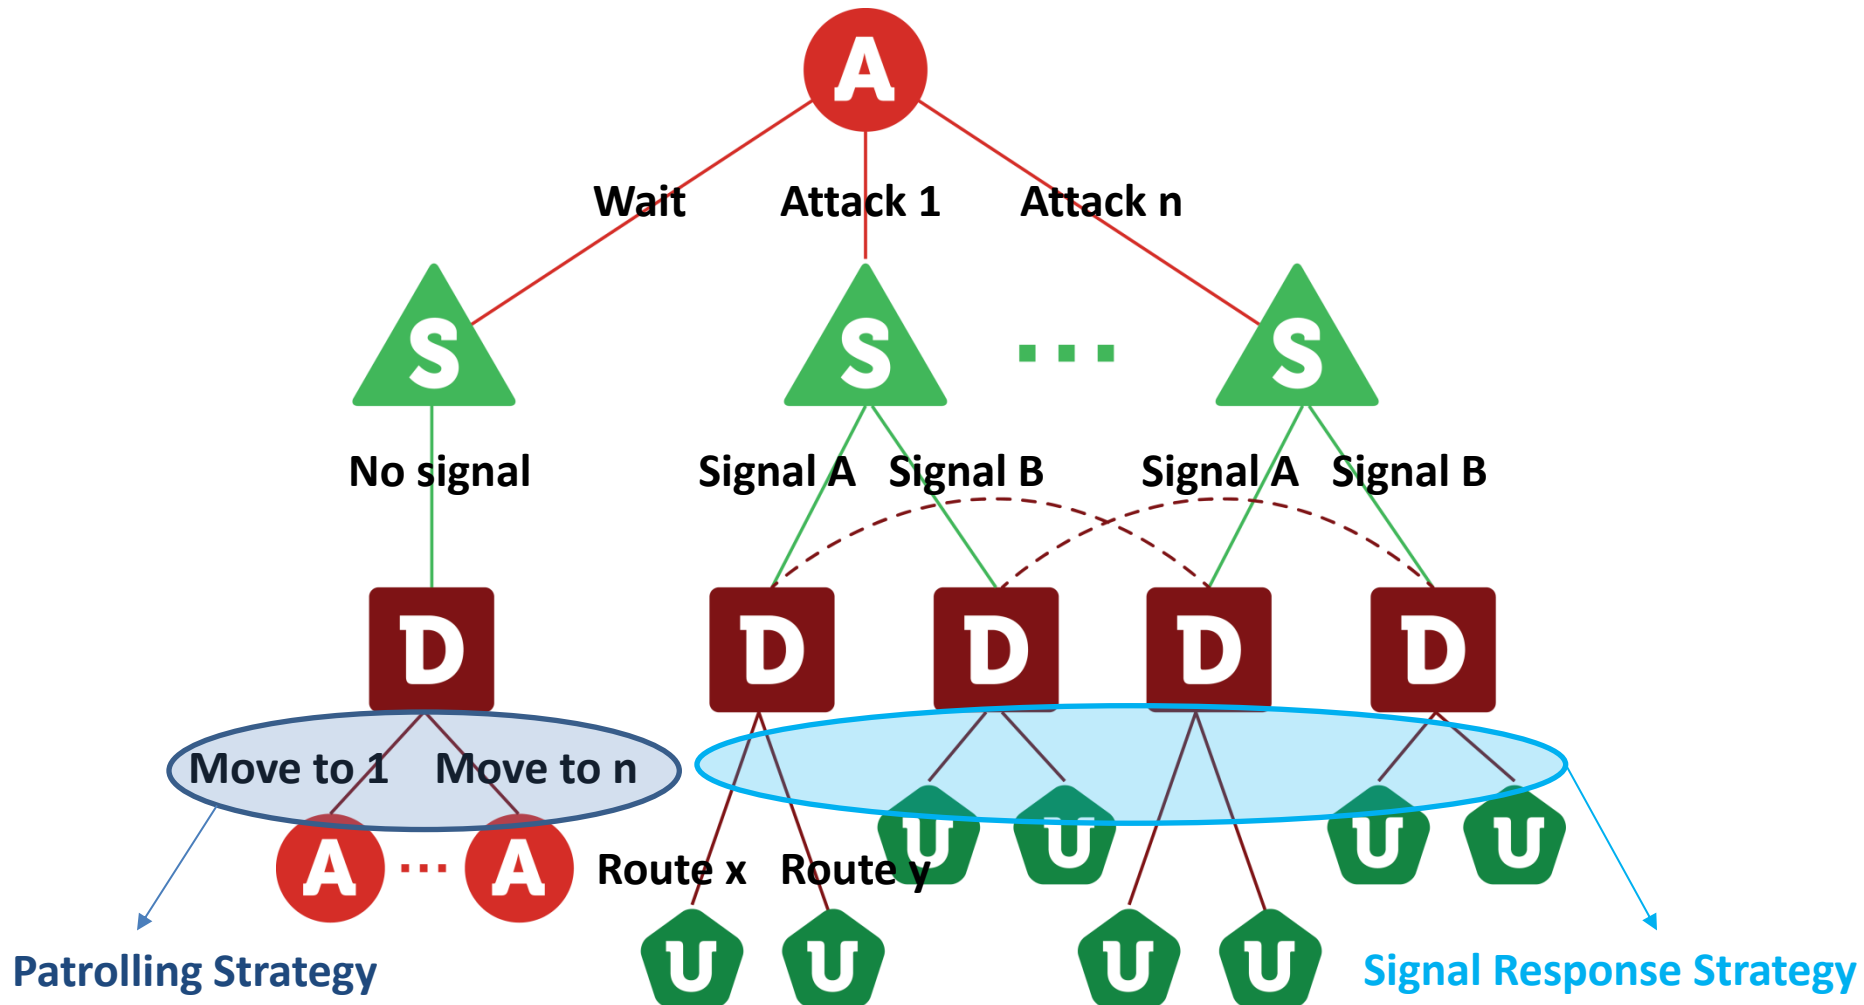 A
Wait Attack 1 Attack n
S S ... S
No signal Signal A Signal B Signal A Signal B
D D D D D
Move to 1 Move to n
U U U U
A ... A Route x Route y
U U U U
Patrolling Strategy Signal Response Strategy